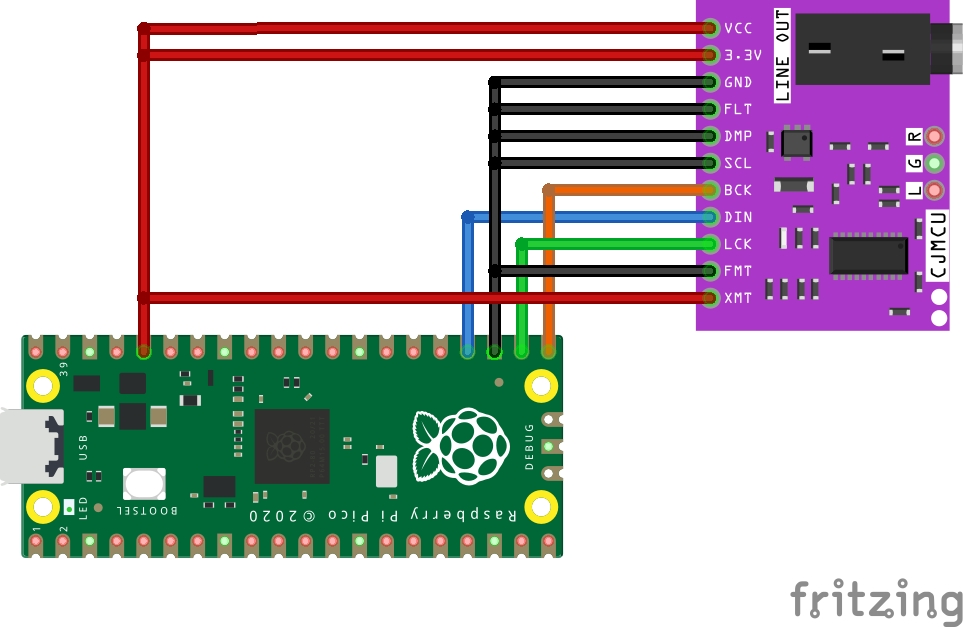 VCC
3.3V
GND
FLT
DMP
SCL
BCK
DIN
LCK
FMT
XMT
LINE OUT
R
G
L
CJMCU
39
USB
LED
1
2
BOOTSEL
DEBUG
Raspberry Pi Pico © 2020
fritzing